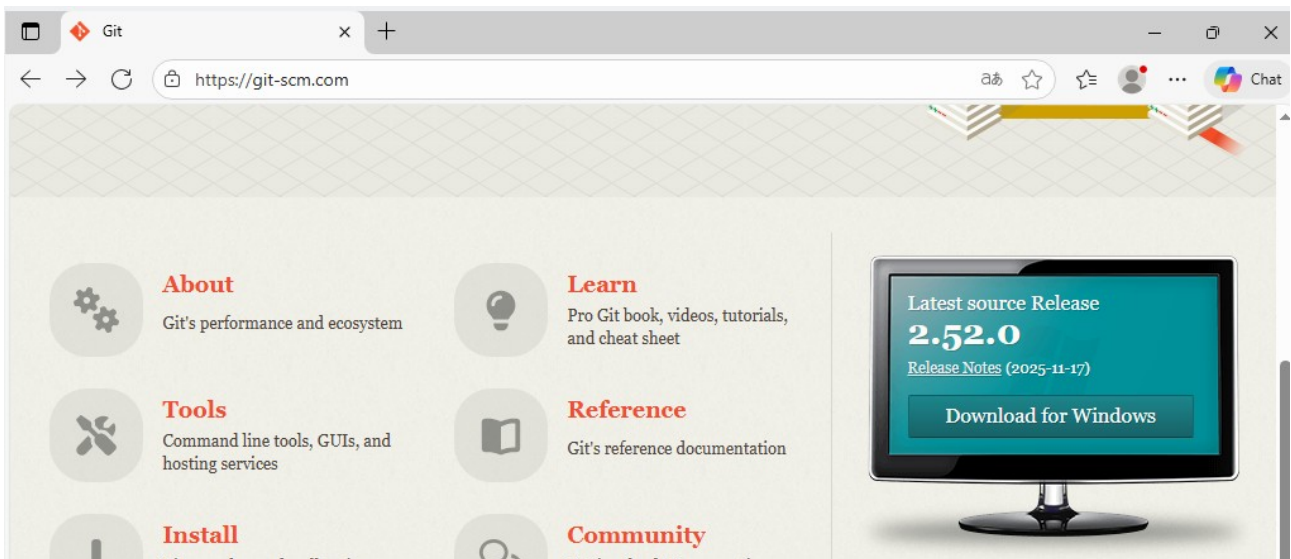 Git
https://git-scm.com
Chat
About
Git's performance and ecosystem
Learn
Pro Git book, videos, tutorials,
and cheat sheet
Tools
Command line tools, GUIs, and
hosting services
Reference
Git's reference documentation
Install
Community
Latest source Release
2.52.0
Release Notes (2025-11-17)
Download for Windows